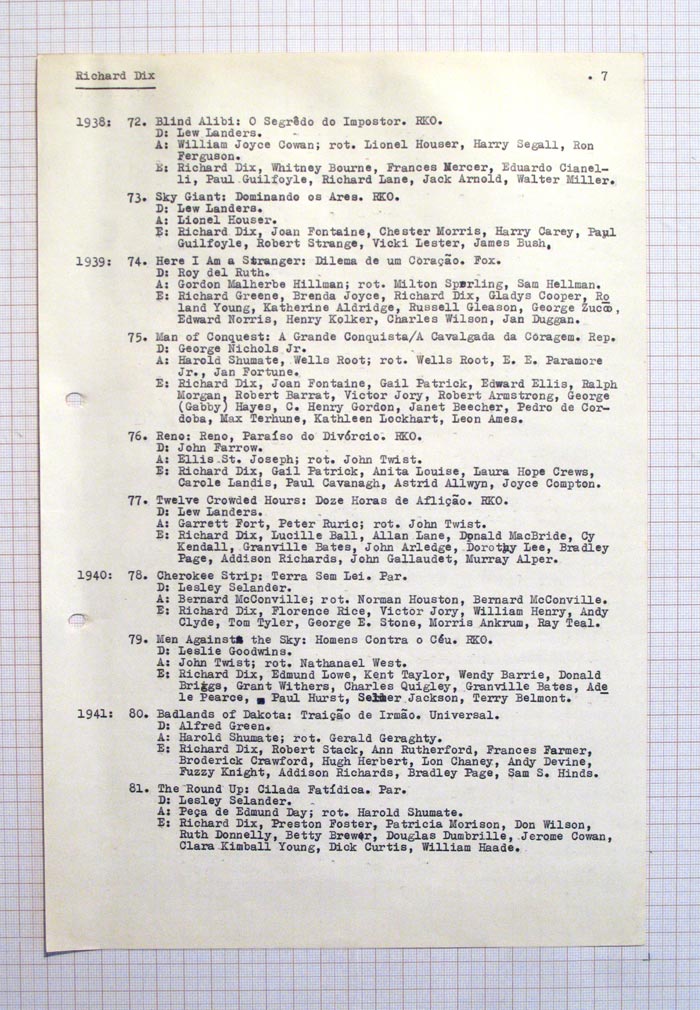 Richard Dix . 7
1938: 72. Blind Alibi: O Segrêdo do Impostor. RKO.
D: Lew Landers.
A: William Joyce Cowan; rot. Lionel Houser, Harry Segall, Ron
Ferguson.
E: Richard Dix, Whitney Bourne, Frances Mercer, Eduardo Cianel-
li, Paul Guilfoyle, Richard Lane, Jack Arnold, Walter Miller.
73. Sky Giant: Dominando os Ares. RKO.
D: Lew Landers.
A: Lionel Houser.
E: Richard Dix, Joan Fontaine, Chester Morris, Harry Carey, Paul
Guilfoyle, Robert Strange, Vicki Lester, James Bush.
1939: 74. Here I Am a Stranger: Dilema de um Coração. Fox.
D: Roy del Ruth.
A: Gordon Malherbe Hillman; rot. Milton Sperling, Sam Hellman.
E: Richard Greene, Brenda Joyce, Richard Dix, Gladys Cooper, Ro
land Young, Katherine Aldridge, Russell Gleason, George Zucco,
Edward Norris, Henry Kolker, Charles Wilson, Jan Duggan.
75. Man of Conquest: A Grande Conquista/A Cavalgada da Coragem. Rep.
D: George Nichols Jr.
A: Harold Shumate, Wells Root; rot. Wells Root, E. E. Paramore
Jr., Jan Fortune.
E: Richard Dix, Joan Fontaine, Gail Patrick, Edward Ellis, Ralph
Morgan, Robert Barrat, Victor Jory, Robert Armstrong, George
(Gabby) Hayes, C. Henry Gordon, Janet Beecher, Pedro de Cor-
doba, Max Terhune, Kathleen Lockhart, Leon Ames.
76. Reno: Reno, Paraíso do Divórcio. RKO.
D: John Farrow.
A: Ellis St. Joseph; rot. John Twist.
E: Richard Dix, Gail Patrick, Anita Louise, Laura Hope Crews,
Carole Landis, Paul Cavanagh, Astrid Allwyn, Joyce Compton.
77. Twelve Crowded Hours: Doze Horas de Aflição. RKO.
D: Lew Landers.
A: Garrett Fort, Peter Ruric; rot. John Twist.
E: Richard Dix, Lucille Ball, Allan Lane, Donald MacBride, Cy
Kendall, Granville Bates, John Arledge, Dorothy Lee, Bradley
Page, Addison Richards, John Gallaudet, Murray Alper.
1940: 78. Cherokee Strip: Terra Sem Lei. Par.
D: Lesley Selander.
A: Bernard McConville; rot. Norman Houston, Bernard McConville.
E: Richard Dix, Florence Rice, Victor Jory, William Henry, Andy
Clyde, Tom Tyler, George E. Stone, Morris Ankrum, Ray Teal.
79. Men Against the Sky: Homens Contra o Céu. RKO.
D: Leslie Goodwins.
A: John Twist; rot. Nathanael West.
E: Richard Dix, Edmund Lowe, Kent Taylor, Wendy Barrie, Donald
Briggs, Grant Withers, Charles Quigley, Granville Bates, Ade
le Pearce, Paul Hurst, Selmer Jackson, Terry Belmont.
1941: 80. Badlands of Dakota: Traição de Irmão. Universal.
D: Alfred Green.
A: Harold Shumate; rot. Gerald Geraghty.
E: Richard Dix, Robert Stack, Ann Rutherford, Frances Farmer,
Broderick Crawford, Hugh Herbert, Lon Chaney, Andy Devine,
Fuzzy Knight, Addison Richards, Bradley Page, Sam S. Hinds.
81. The Round Up: Cilada Fatídica. Par.
D: Lesley Selander.
A: Peça de Edmund Day; rot. Harold Shumate.
E: Richard Dix, Preston Foster, Patricia Morison, Don Wilson,
Ruth Donnelly, Betty Brewer, Douglas Dumbrille, Jerome Cowan,
Clara Kimball Young, Dick Curtis, William Haade.